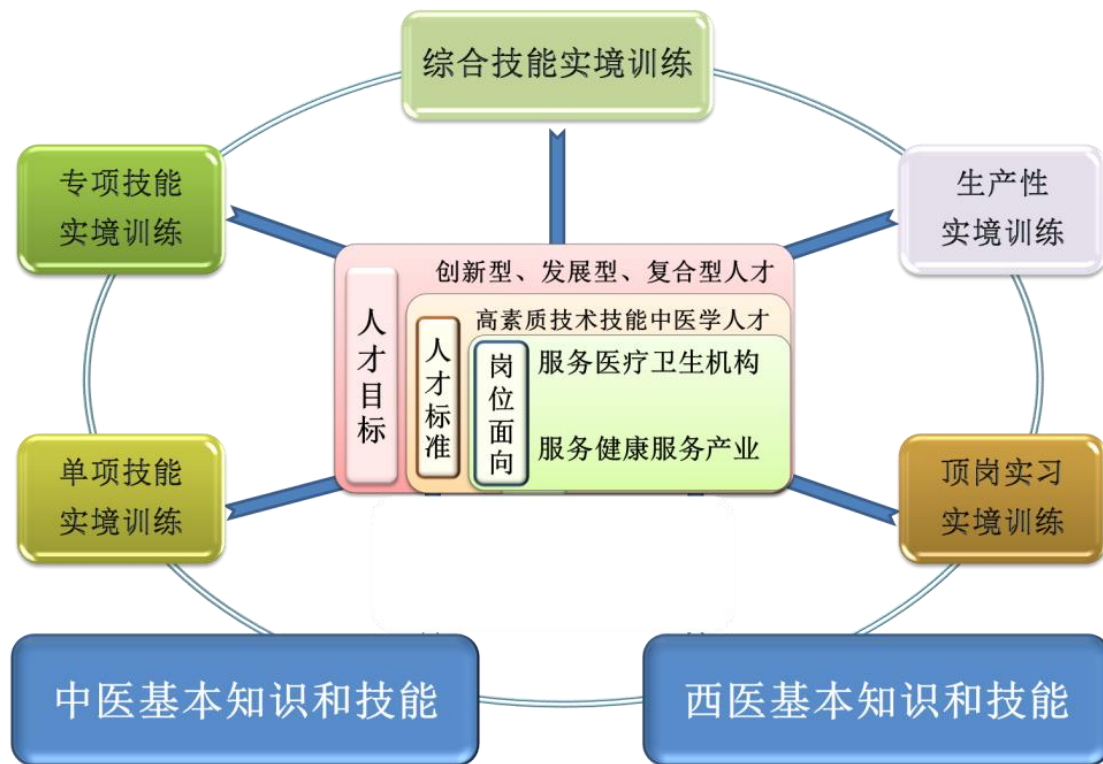 综合技能实境训练
专项技能
实境训练
生产性
实境训练
创新型、发展型、复合型人才
人才目标
高素质技术技能中医学人才
人才标准
岗位面向
服务医疗卫生机构
服务健康服务产业
单项技能
实境训练
顶岗实习
实境训练
中医基本知识和技能
西医基本知识和技能